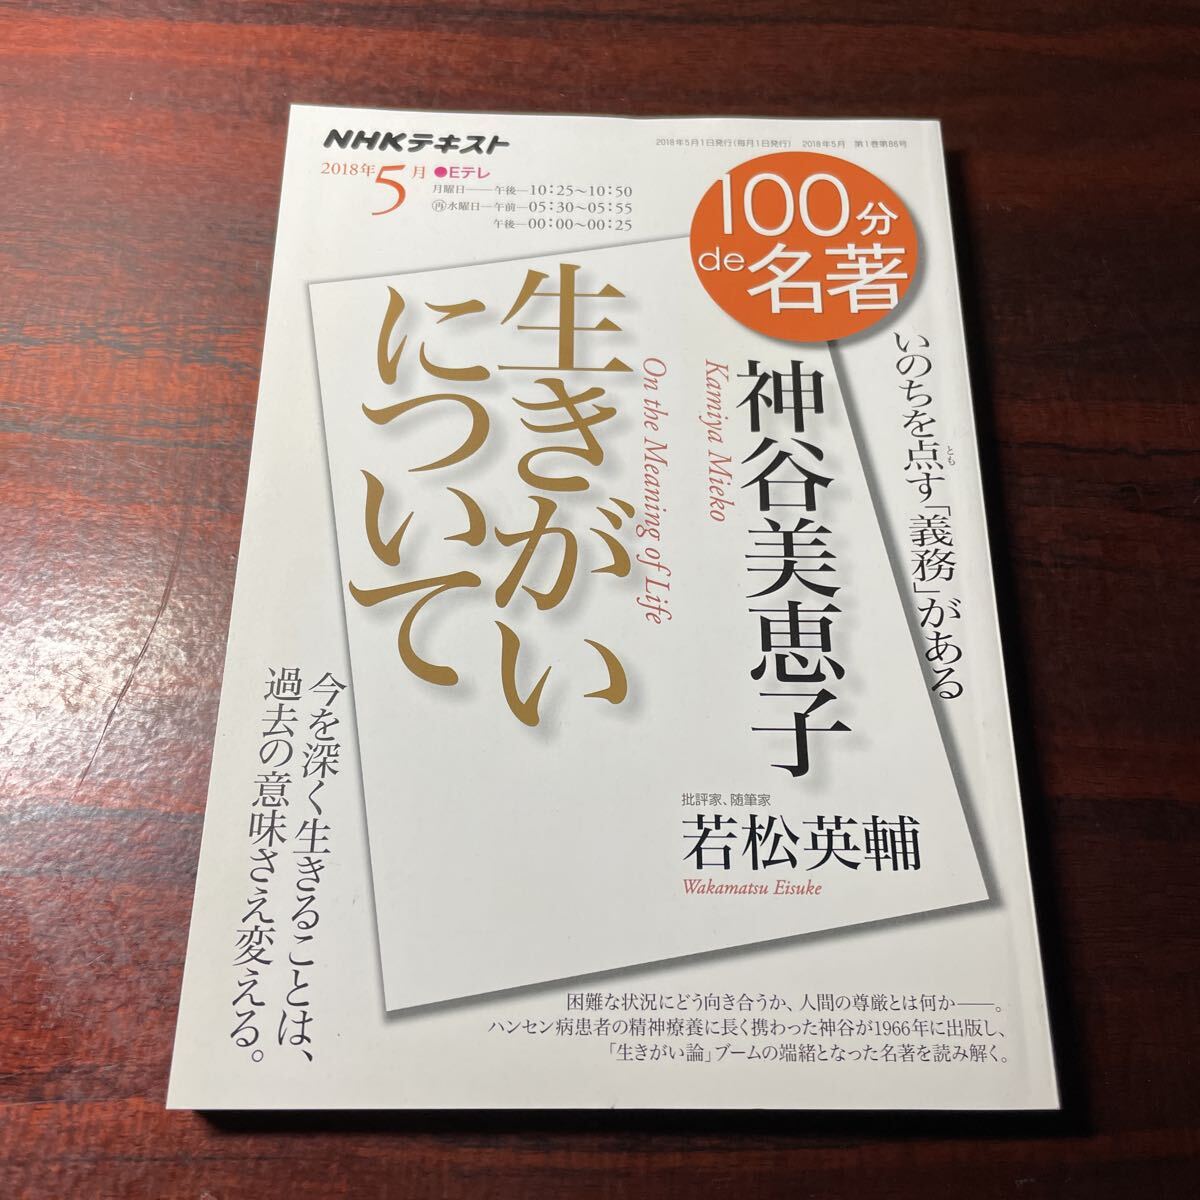 NHKテキスト
2018年5月1日発行(毎月1日発行) 2018年5月 第1巻第86号
2018年5月 ●Eテレ
月曜日——午後—10:25〜10:50
再水曜日—午前—05:30〜05:55
午後—00:00〜00:25
100分
de名著
いのちを点す「義務」がある
とも
神谷美恵子
Kamiya Mieko
On the Meaning of Life
生きがい
について
批評家、随筆家
若松英輔
Wakamatsu Eisuke
今を深く生きることは、
過去の意味さえ変える。
困難な状況にどう向き合うか、人間の尊厳とは何か——。
ハンセン病患者の精神療養に長く携わった神谷が1966年に出版し、
「生きがい論」ブームの端緒となった名著を読み解く。